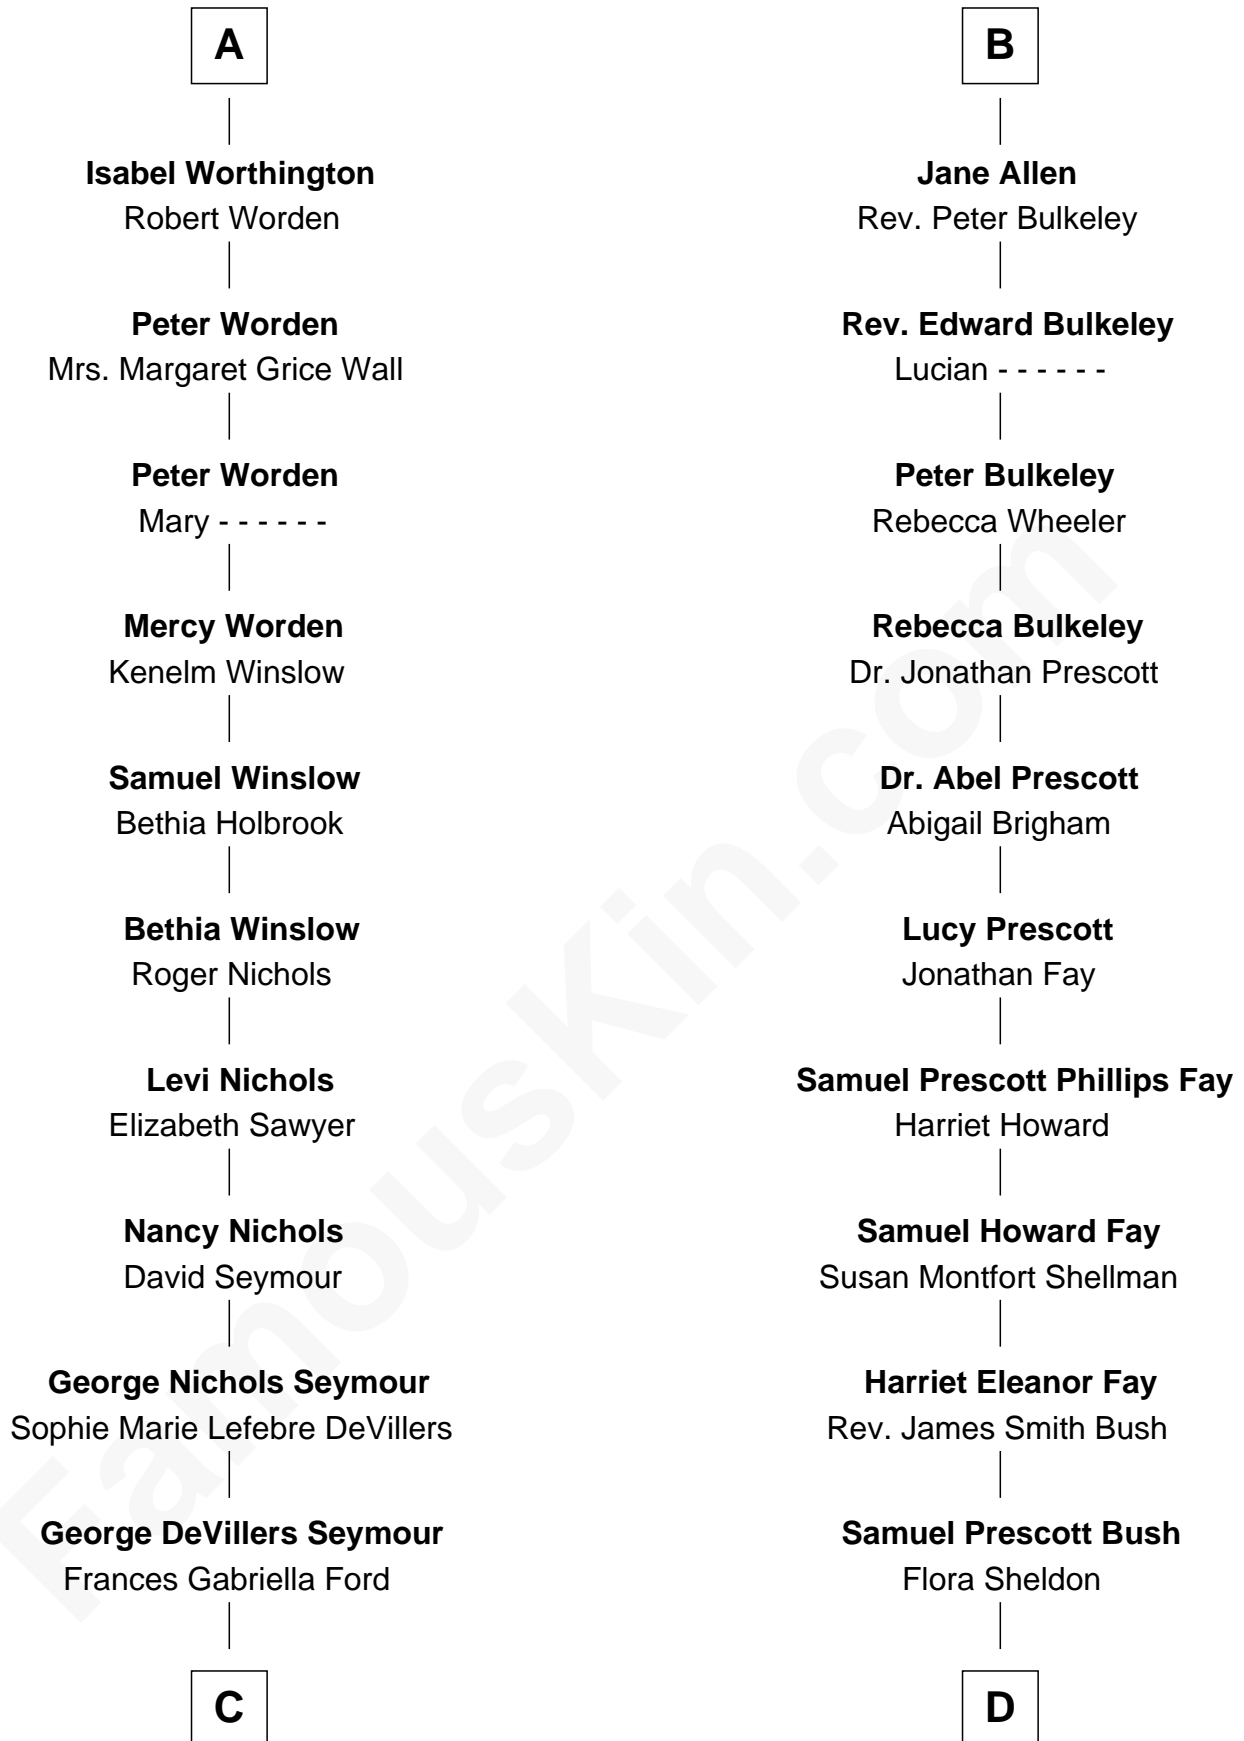 A
Isabel Worthington
Robert Worden
Peter Worden
Mrs. Margaret Grice Wall
Peter Worden
Mary - - - - - -
Mercy Worden
Kenelm Winslow
Samuel Winslow
Bethia Holbrook
Bethia Winslow
Roger Nichols
Levi Nichols
Elizabeth Sawyer
Nancy Nichols
David Seymour
George Nichols Seymour
Sophie Marie Lefebre DeVillers
George DeVillers Seymour
Frances Gabriella Ford
C
B
Jane Allen
Rev. Peter Bulkeley
Rev. Edward Bulkeley
Lucian - - - - - -
Peter Bulkeley
Rebecca Wheeler
Rebecca Bulkeley
Dr. Jonathan Prescott
Dr. Abel Prescott
Abigail Brigham
Lucy Prescott
Jonathan Fay
Samuel Prescott Phillips Fay
Harriet Howard
Samuel Howard Fay
Susan Montfort Shellman
Harriet Eleanor Fay
Rev. James Smith Bush
Samuel Prescott Bush
Flora Sheldon
D
FamousKin.com